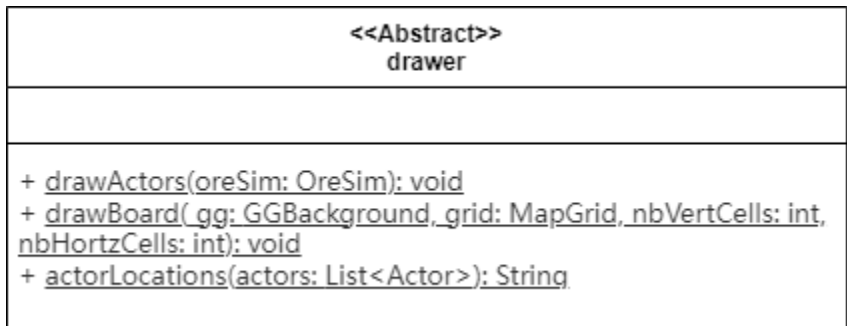 <<Abstract>>
drawer
+ drawActors(oreSim: OreSim): void
+ drawBoard( gg: GGBackground, grid: MapGrid, nbVertCells: int,
nbHortzCells: int): void
+ actorLocations(actors: List<Actor>): String